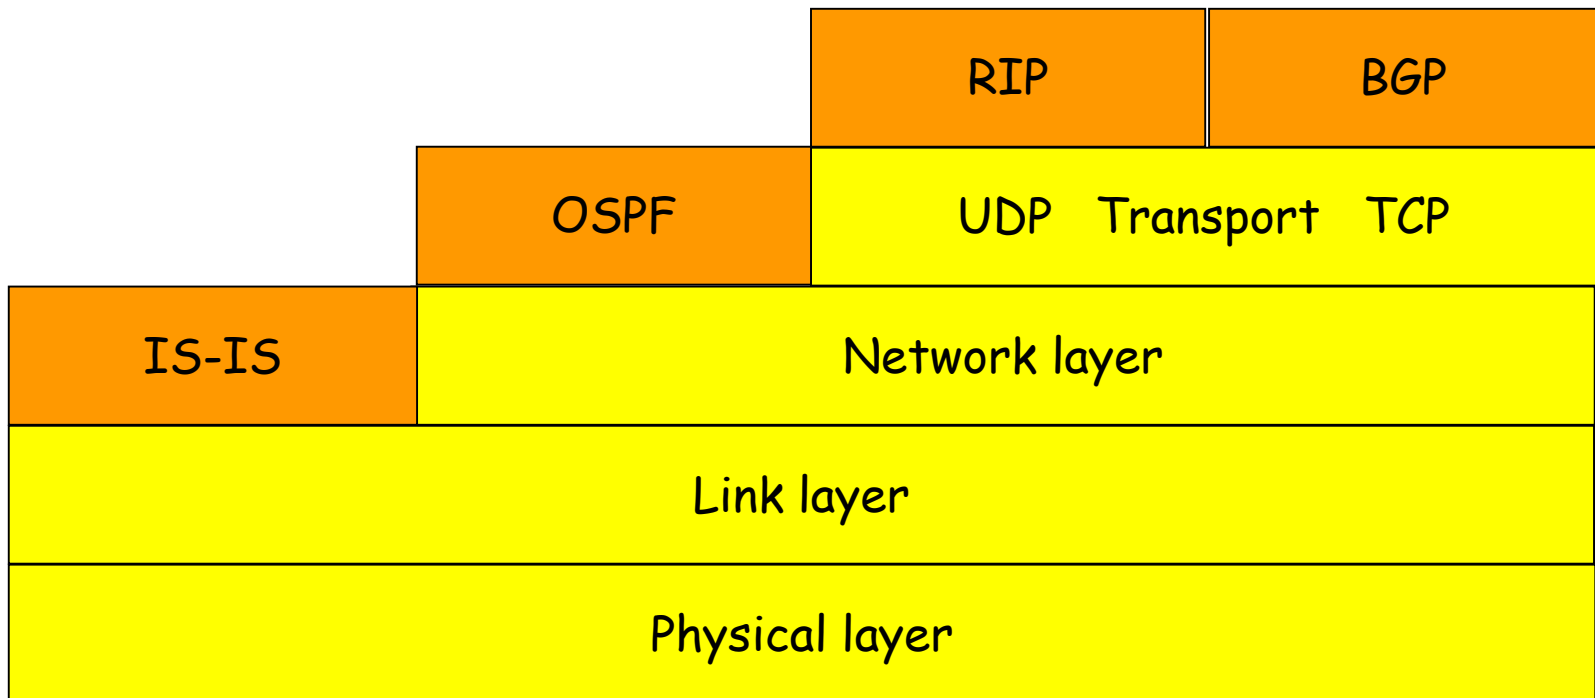 RIP BGP
OSPF UDP Transport TCP
IS-IS Network layer
Link layer
Physical layer